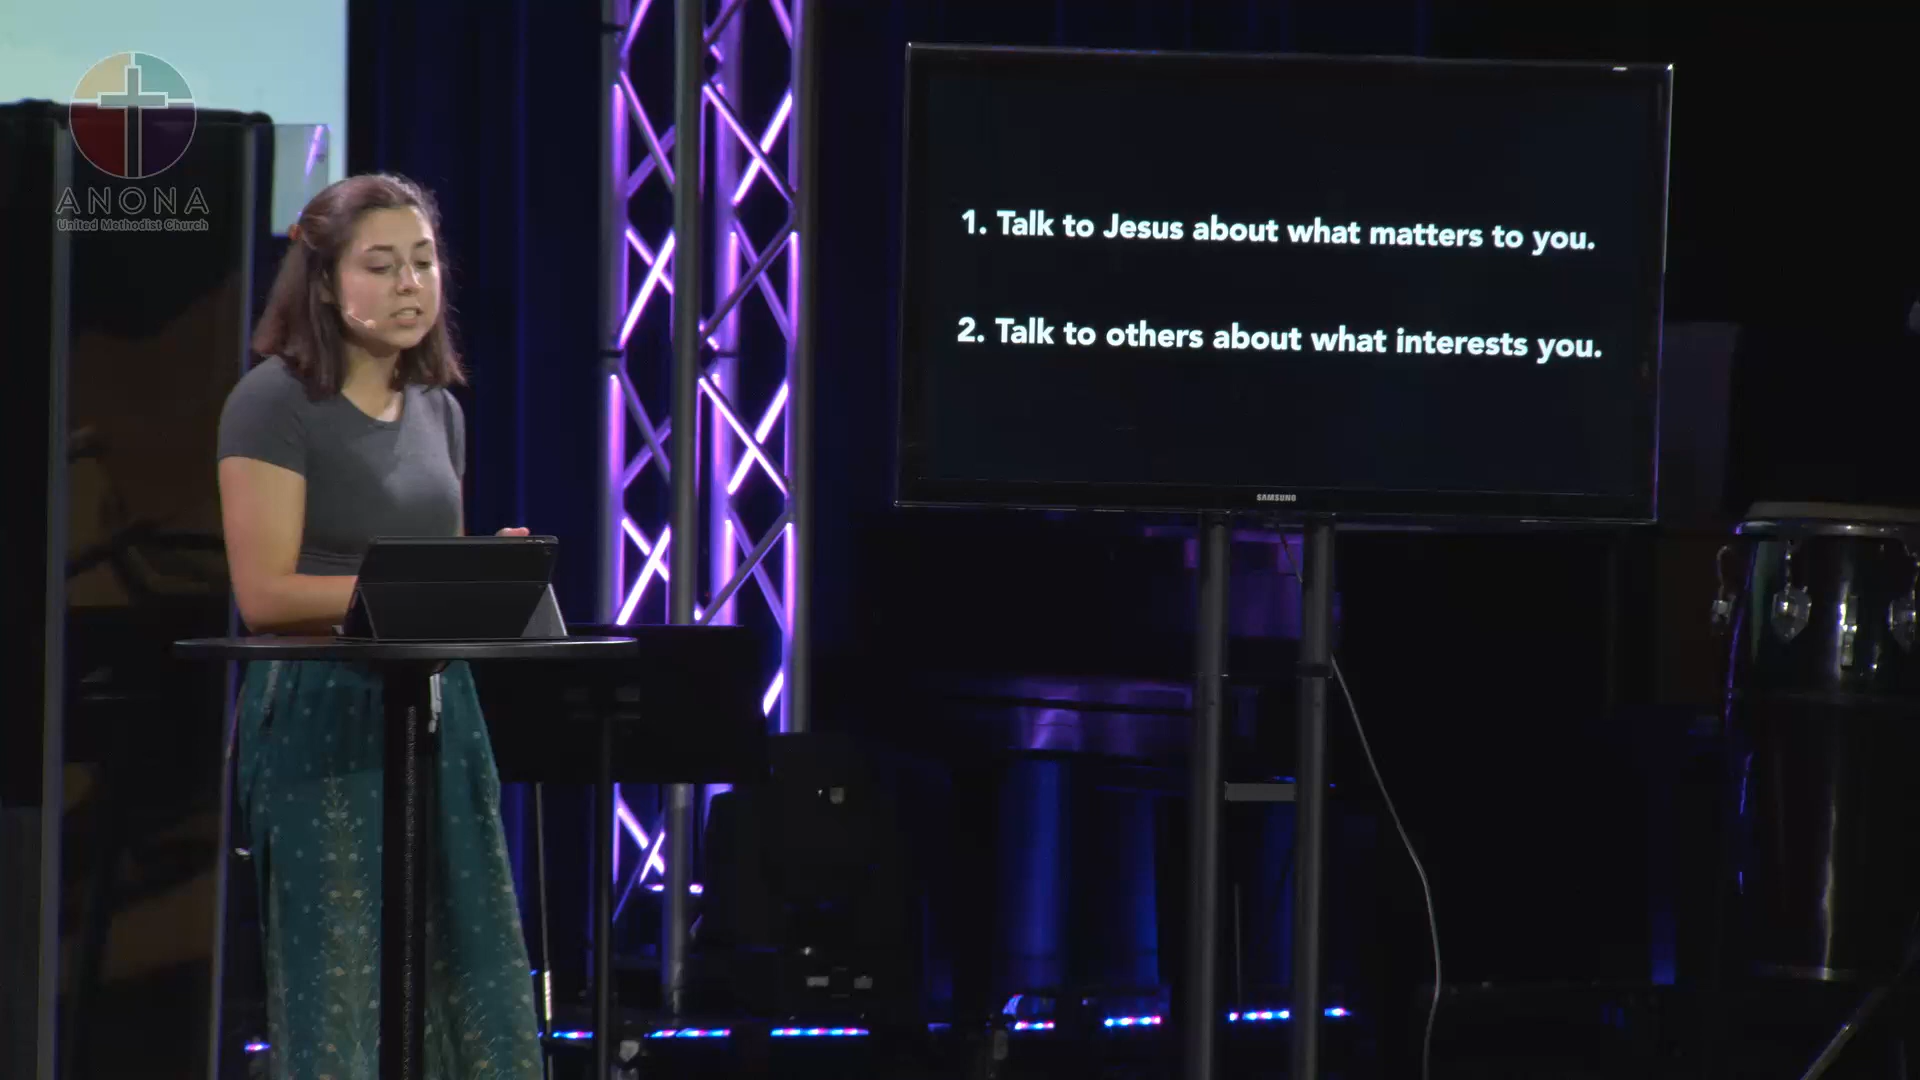 ANONA
United Methodist Church
1. Talk to Jesus about what matters to you.
2. Talk to others about what interests you.
SAMSUNG